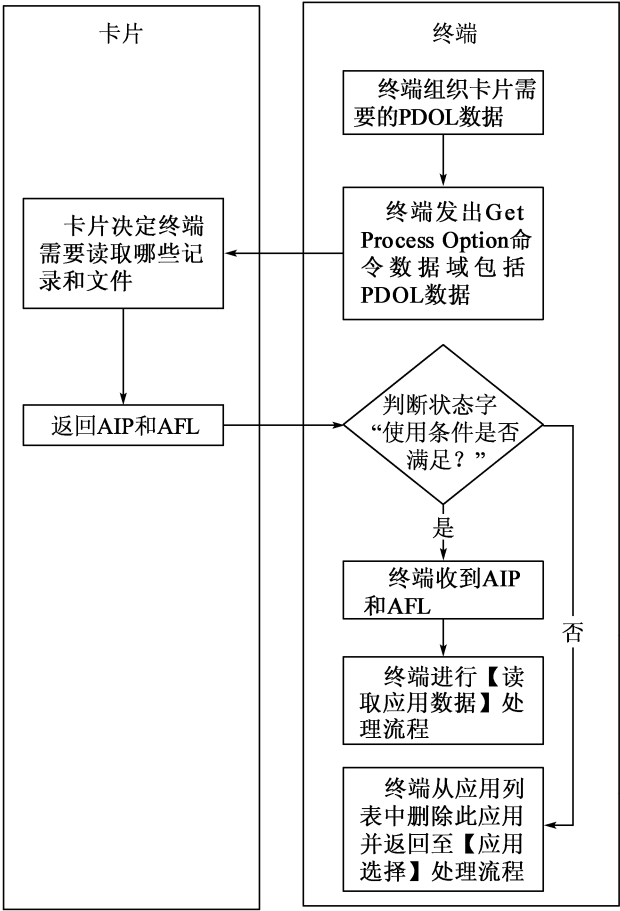 卡片
终端
终端组织卡片需
要的PDOL数据
终端发出Get
Process Option命
令数据域包括
PDOL数据
卡片决定终端
需要读取哪些记
录和文件
返回AIP和AFL
判断状态字
“使用条件是否
满足？”
是
终端收到AIP
和AFL
否
终端进行【读
取应用数据】处
理流程
终端从应用列
表中删除此应用
并返回至【应用
选择】处理流程